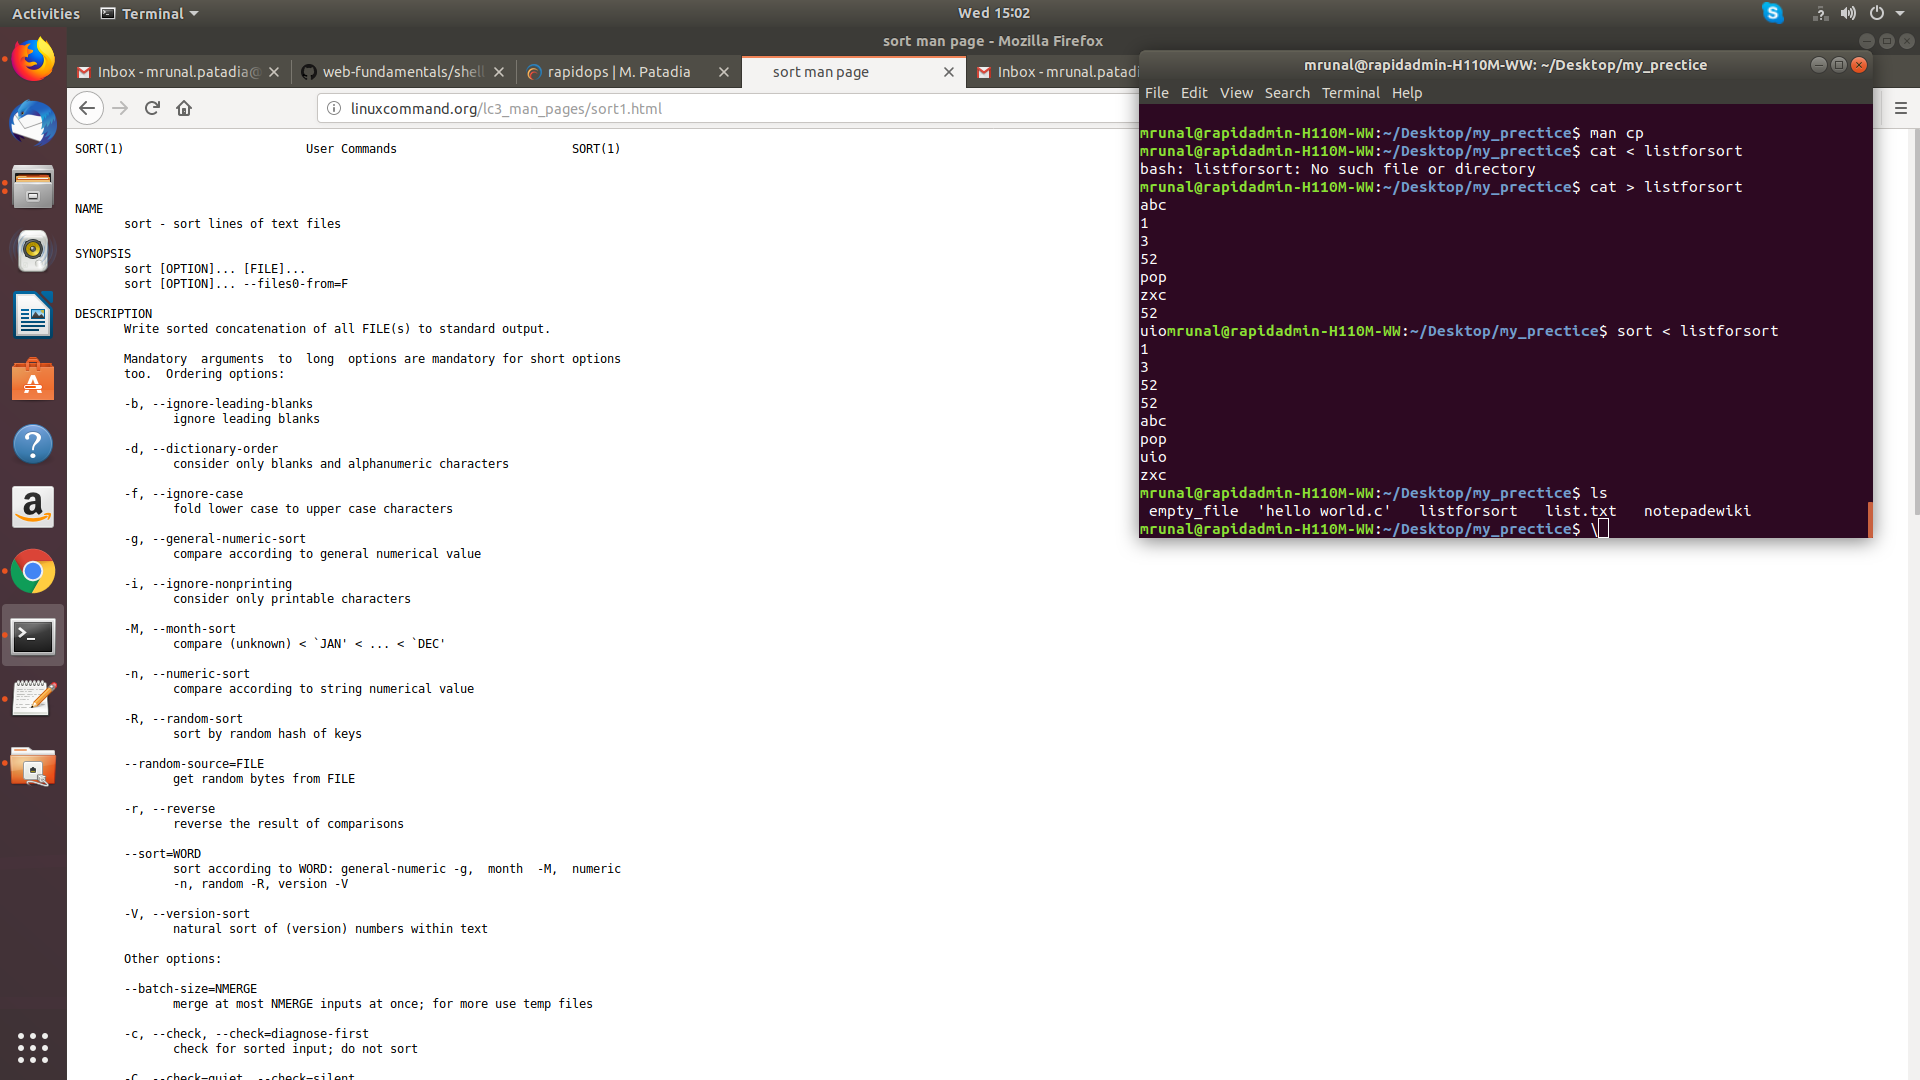 Activities Terminal Wed 15:02
sort man page - Mozilla Firefox
Inbox - mrunal.patadia@ web-fundamentals/shell rapidops | M. Patadia sort man page Inbox - mrunal.patadi
linuxcommand.org/lc3_man_pages/sort1.html
SORT(1) User Commands SORT(1)
NAME
sort - sort lines of text files
SYNOPSIS
sort [OPTION]... [FILE]...
sort [OPTION]... --files0-from=F
DESCRIPTION
Write sorted concatenation of all FILE(s) to standard output.
Mandatory arguments to long options are mandatory for short options
too. Ordering options:
-b, --ignore-leading-blanks
ignore leading blanks
-d, --dictionary-order
consider only blanks and alphanumeric characters
-f, --ignore-case
fold lower case to upper case characters
-g, --general-numeric-sort
compare according to general numerical value
-i, --ignore-nonprinting
consider only printable characters
-M, --month-sort
compare (unknown) < `JAN' < ... < `DEC'
-n, --numeric-sort
compare according to string numerical value
-R, --random-sort
sort by random hash of keys
--random-source=FILE
get random bytes from FILE
-r, --reverse
reverse the result of comparisons
--sort=WORD
sort according to WORD: general-numeric -g, month -M, numeric
-n, random -R, version -V
-V, --version-sort
natural sort of (version) numbers within text
Other options:
--batch-size=NMERGE
merge at most NMERGE inputs at once; for more use temp files
-c, --check, --check=diagnose-first
check for sorted input; do not sort
-C, --check=quiet, --check=silent
mrunal@rapidadmin-H110M-WW: ~/Desktop/my_prectice
File Edit View Search Terminal Help
mrunal@rapidadmin-H110M-WW:~/Desktop/my_prectice$ man cp
mrunal@rapidadmin-H110M-WW:~/Desktop/my_prectice$ cat < listforsort
bash: listforsort: No such file or directory
mrunal@rapidadmin-H110M-WW:~/Desktop/my_prectice$ cat > listforsort
abc
1
3
52
pop
zxc
52
uiomrunal@rapidadmin-H110M-WW:~/Desktop/my_prectice$ sort < listforsort
1
3
52
52
abc
pop
uio
zxc
mrunal@rapidadmin-H110M-WW:~/Desktop/my_prectice$ ls
empty_file 'hello world.c' listforsort list.txt notepadewiki
mrunal@rapidadmin-H110M-WW:~/Desktop/my_prectice$ \